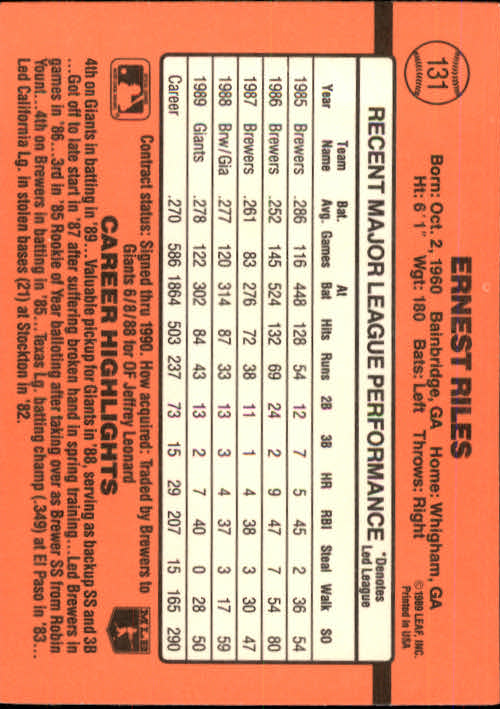 131
ERNEST RILES
Born: Oct. 2, 1960 Bainbridge, GA Home: Whigham, GA
Ht: 6'1" Wgt: 180 Bats: Left Throws: Right
©1989 LEAF, INC.
Printed in USA
RECENT MAJOR LEAGUE PERFORMANCE
*Denotes
Led League
Year Team Name Bat. Avg. Games At Bat Hits Runs 2B 3B HR RBI Steal Walk SO
1985 Brewers .286 116 448 128 54 12 7 5 45 2 36 54
1986 Brewers .252 145 524 132 69 24 2 9 47 7 54 80
1987 Brewers .261 83 276 72 38 11 1 4 38 3 30 47
1988 Brw/Gia .277 120 314 87 33 13 3 4 37 3 17 59
1989 Giants .278 122 302 84 43 13 2 7 40 0 28 50
Career .270 586 1864 503 237 73 15 29 207 15 165 290
Contract status: Signed thru 1990. How acquired: Traded by Brewers to
Giants 6/8/88 for OF Jeffrey Leonard
CAREER HIGHLIGHTS
MLB
4th on Giants in batting in '89...Valuable pickup for Giants in '88, serving as backup SS and 3B
...Got off to late start in '87 after suffering broken hand in spring training...Led Brewers in
games in '86...3rd in '85 Rookie of Year balloting after taking over as Brewer SS from Robin
Yount...4th on Brewers in batting in '85...Texas Lg. batting champ (.349) at El Paso in '83...
Led California Lg. in stolen bases (21) at Stockton in '82.